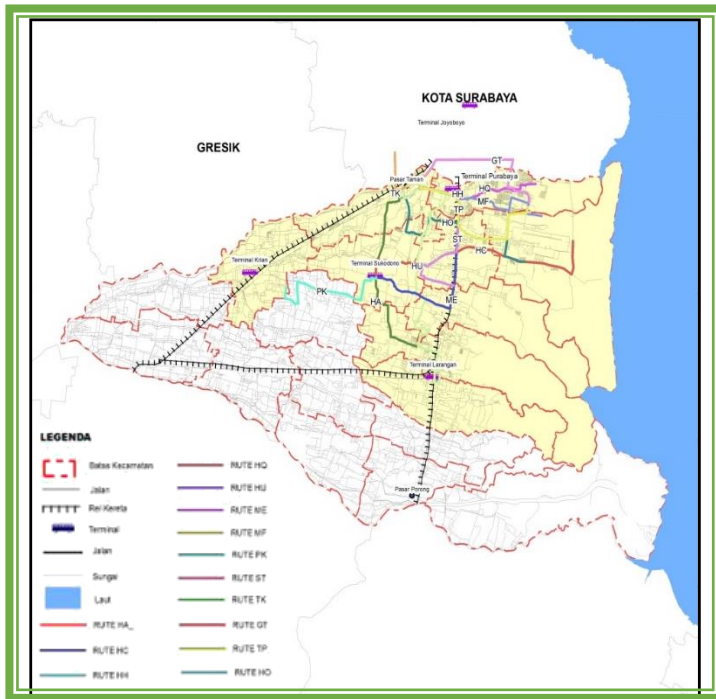 KOTA SURABAYA
Terminal Joyoboyo
GRESIK
GT
Pasar Taman
Terminal Purabaya
TK
HH
HQ
MF
TP
HO
ST
HC
Terminal Krian
Terminal Sukodono
HU
PK
HA
ME
Terminal Larangan
Pasar Porong
LEGENDA
Batas Kecamatan
Jalan
Rel Kereta
Terminal
Jalan
Sungai
Laut
RUTE HA_
RUTE HC
RUTE HH
RUTE HQ
RUTE HU
RUTE ME
RUTE MF
RUTE PK
RUTE ST
RUTE TK
RUTE GT
RUTE TP
RUTE HO